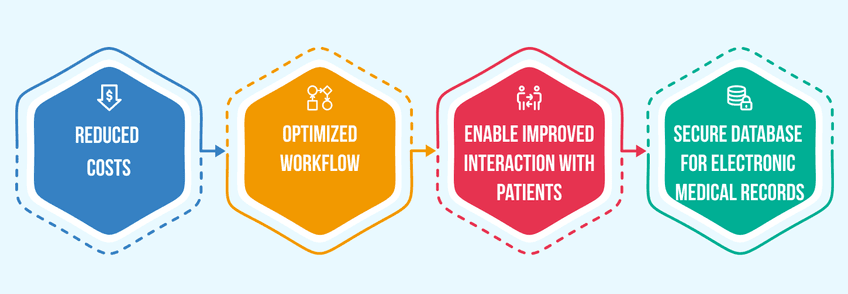 REDUCED
COSTS
OPTIMIZED
WORKFLOW
ENABLE IMPROVED
INTERACTION WITH
PATIENTS
SECURE DATABASE
FOR ELECTRONIC
MEDICAL RECORDS